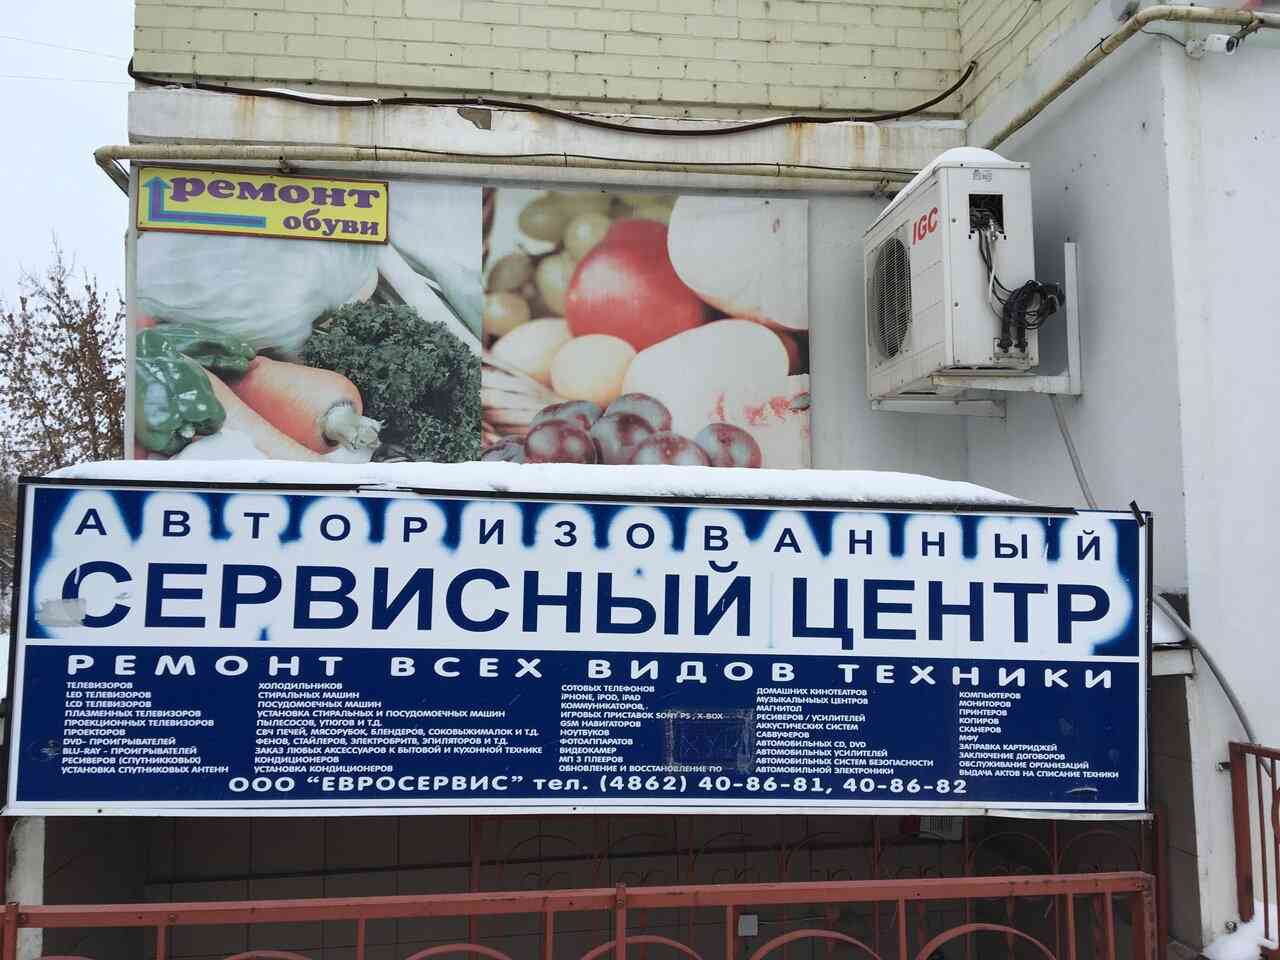 ремонт
обуви
IGC
АВТОРИЗОВАННЫЙ
СЕРВИСНЫЙ ЦЕНТР
РЕМОНТ ВСЕХ ВИДОВ ТЕХНИКИ
ТЕЛЕВИЗОРОВ
LED ТЕЛЕВИЗОРОВ
LCD ТЕЛЕВИЗОРОВ
ПЛАЗМЕННЫХ ТЕЛЕВИЗОРОВ
ПРОЕКЦИОННЫХ ТЕЛЕВИЗОРОВ
ПРОЕКТОРОВ
DVD- ПРОИГРЫВАТЕЛЕЙ
BLU-RAY - ПРОИГРЫВАТЕЛЕЙ
РЕСИВЕРОВ (СПУТНИККОВЫХ)
УСТАНОВКА СПУТНИКОВЫХ АНТЕНН
ХОЛОДИЛЬНИКОВ
СТИРАЛЬНЫХ МАШИН
ПОСУДОМОЕЧНЫХ МАШИН
УСТАНОВКА СТИРАЛЬНЫХ И ПОСУДОМОЕЧНЫХ МАШИН
ПЫЛЕСОСОВ, УТЮГОВ И Т.Д.
СВЧ ПЕЧЕЙ, МЯСОРУБОК, БЛЕНДЕРОВ, СОКОВЫЖИМАЛОК И Т.Д.
ФЕНОВ, СТАЙЛЕРОВ, ЭЛЕКТРОБРИТВ, ЭПИЛЯТОРОВ И Т.Д.
ЗАКАЗ ЛЮБЫХ АКСЕССУАРОВ К БЫТОВОЙ И КУХОННОЙ ТЕХНИКЕ
КОНДИЦИОНЕРОВ
УСТАНОВКА КОНДИЦИОНЕРОВ
СОТОВЫХ ТЕЛЕФОНОВ
iPHONE, iPOD, iPAD
КОММУНИКАТОРОВ,
ИГРОВЫХ ПРИСТАВОК SONY PS , X-BOX
GSM НАВИГАТОРОВ
НОУТБУКОВ
ФОТОАППАРАТОВ
ВИДЕОКАМЕР
МП 3 ПЛЕЕРОВ
ОБНОВЛЕНИЕ И ВОССТАНОВЛЕНИЕ ПО
ДОМАШНИХ КИНОТЕАТРОВ
МУЗЫКАЛЬНЫХ ЦЕНТРОВ
МАГНИТОЛ
РЕСИВЕРОВ / УСИЛИТЕЛЕЙ
АККУСТИЧЕСКИХ СИСТЕМ
САВВУФЕРОВ
АВТОМОБИЛЬНЫХ CD, DVD
АВТОМОБИЛЬНЫХ УСИЛИТЕЛЕЙ
АВТОМОБИЛЬНЫХ СИСТЕМ БЕЗОПАСНОСТИ
АВТОМОБИЛЬНОЙ ЭЛЕКТРОНИКИ
КОМПЬЮТЕРОВ
МОНИТОРОВ
ПРИНТЕРОВ
КОПИРОВ
СКАНЕРОВ
МФУ
ЗАПРАВКА КАРТРИДЖЕЙ
ЗАКЛЮЧЕНИЕ ДОГОВОРОВ
ОБСЛУЖИВАНИЕ ОРГАНИЗАЦИЙ
ВЫДАЧА АКТОВ НА СПИСАНИЕ ТЕХНИКИ
ООО "ЕВРОСЕРВИС" тел. (4862) 40-86-81, 40-86-82